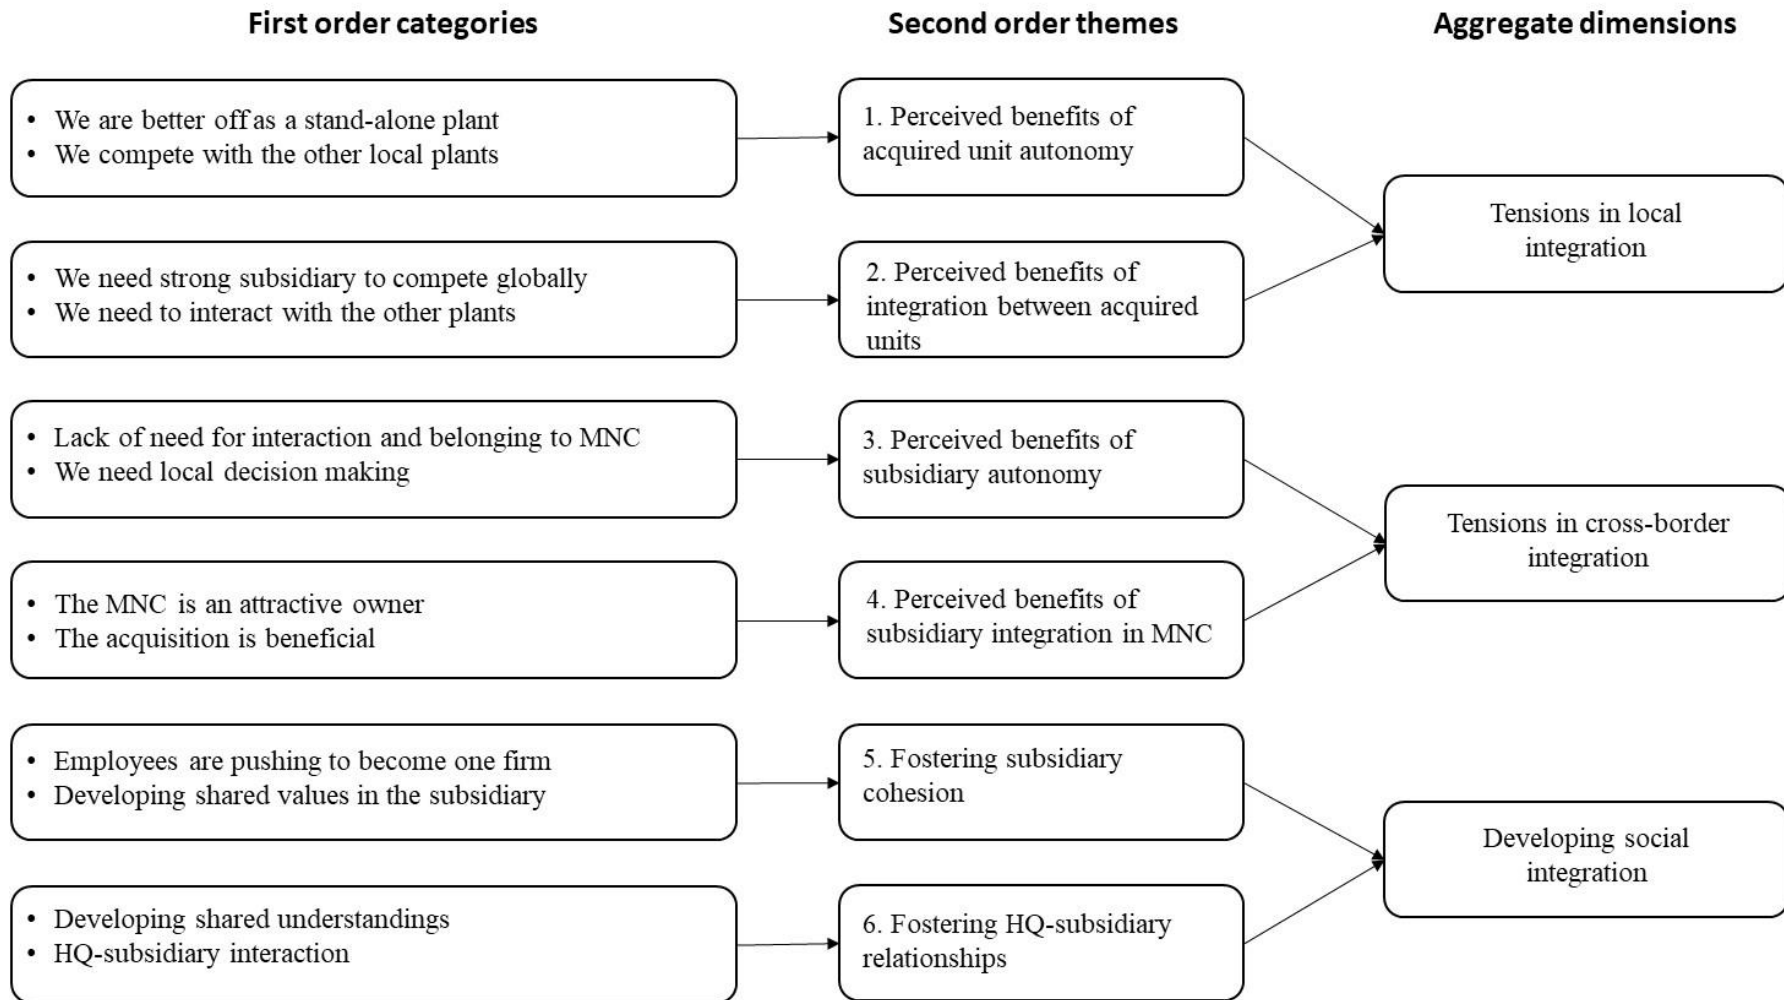 First order categories
Second order themes
Aggregate dimensions
• We are better off as a stand-alone plant
• We compete with the other local plants
1. Perceived benefits of
acquired unit autonomy
Tensions in local
integration
• We need strong subsidiary to compete globally
• We need to interact with the other plants
2. Perceived benefits of
integration between acquired
units
• Lack of need for interaction and belonging to MNC
• We need local decision making
3. Perceived benefits of
subsidiary autonomy
Tensions in cross-border
integration
• The MNC is an attractive owner
• The acquisition is beneficial
4. Perceived benefits of
subsidiary integration in MNC
• Employees are pushing to become one firm
• Developing shared values in the subsidiary
5. Fostering subsidiary
cohesion
Developing social
integration
• Developing shared understandings
• HQ-subsidiary interaction
6. Fostering HQ-subsidiary
relationships